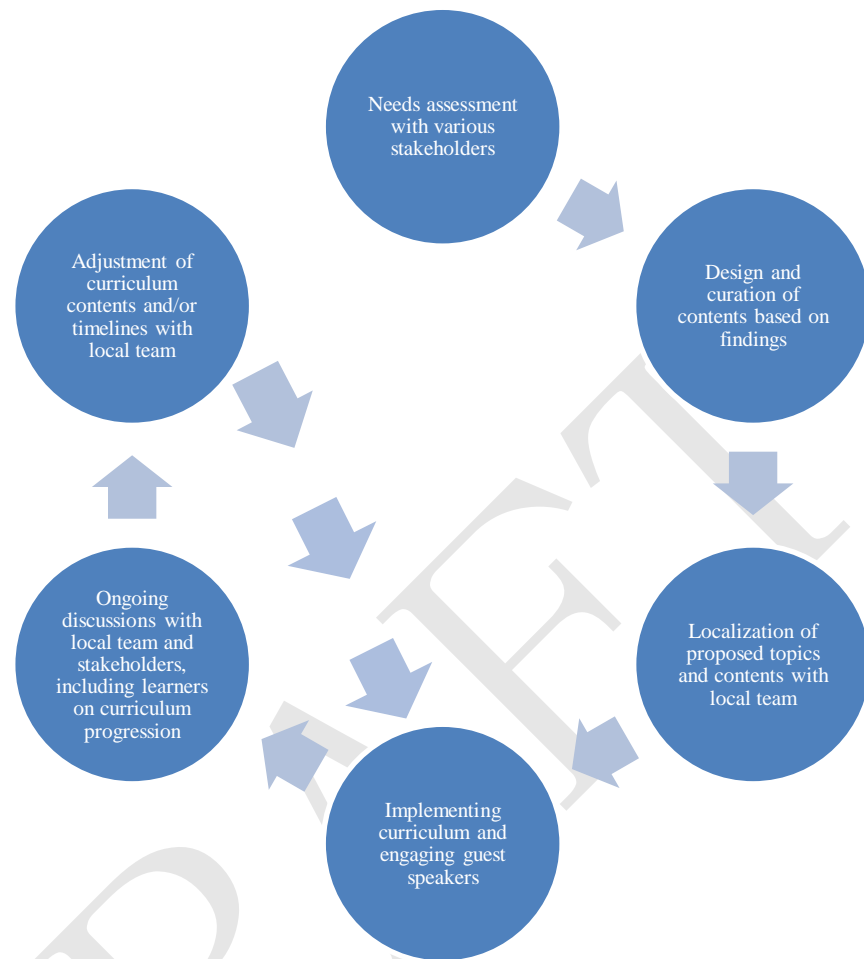 Needs assessment
with various
stakeholders
Design and
curation of
contents based on
findings
Localization of
proposed topics
and contents with
local team
Implementing
curriculum and
engaging guest
speakers
Ongoing
discussions with
local team and
stakeholders,
including learners
on curriculum
progression
Adjustment of
curriculum
contents and/or
timelines with
local team